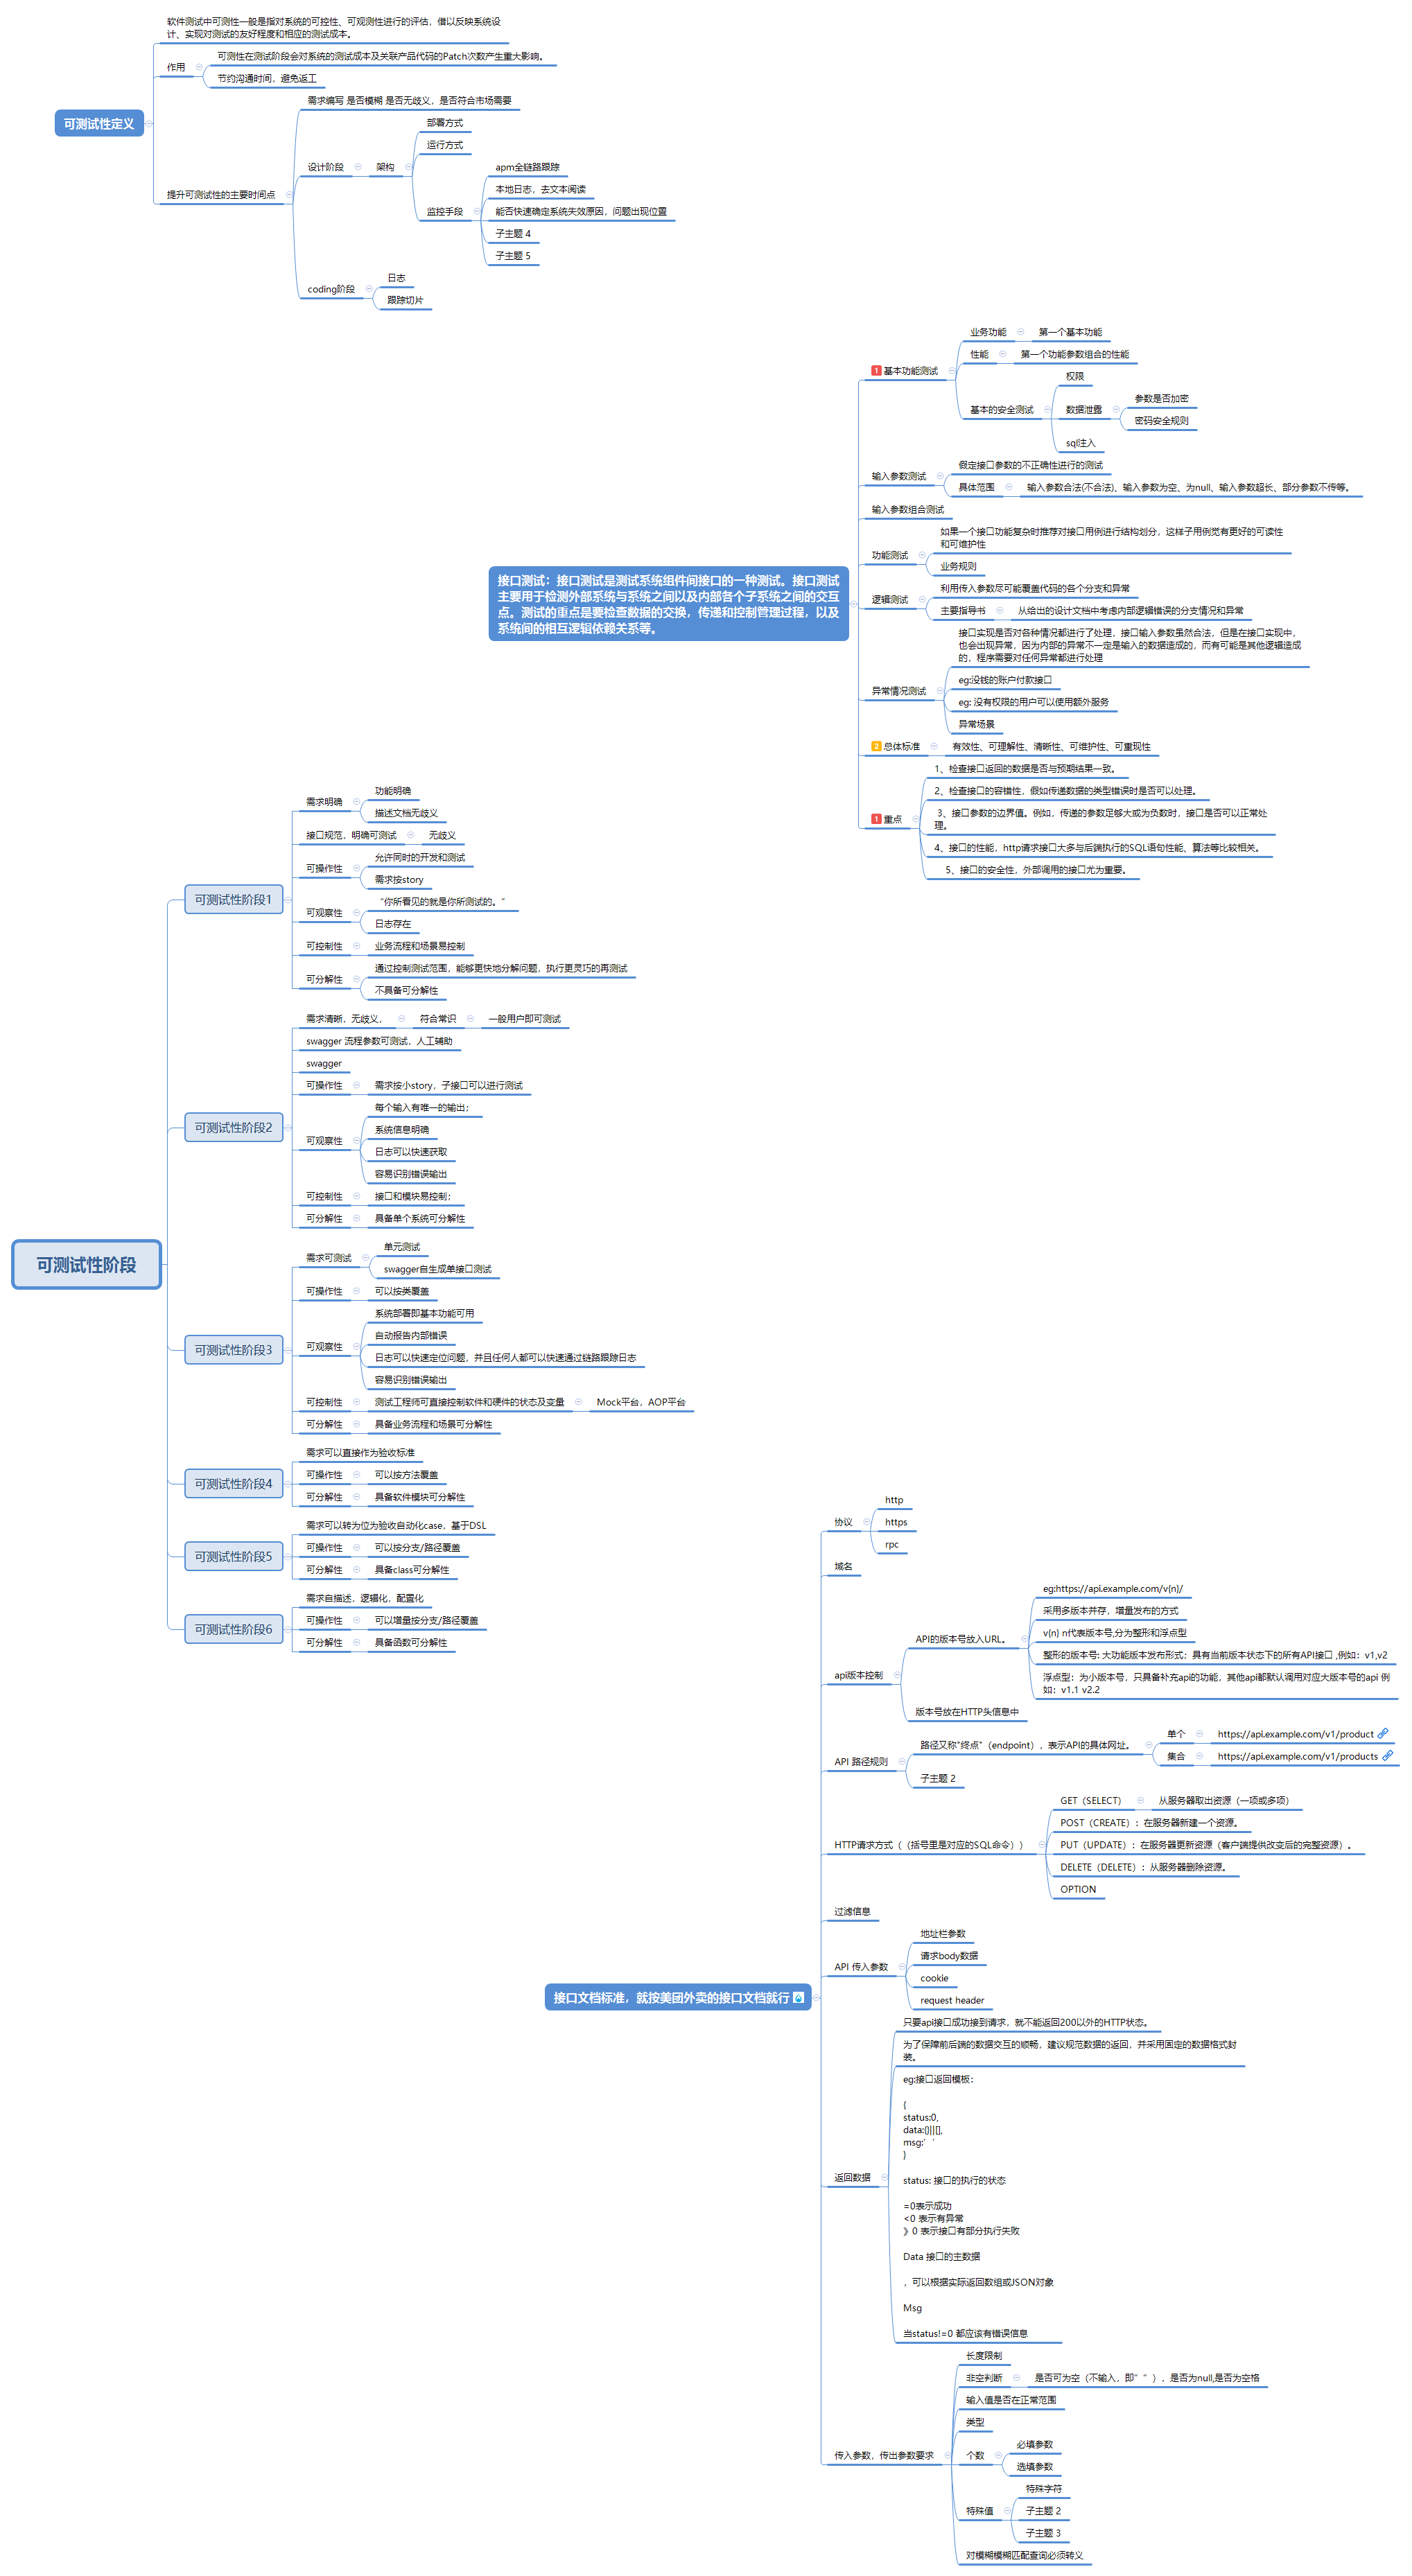 软件测试中可测性一般是指对系统的可控性、可观测性进行的评估，借以反映系统设
计、实现对测试的友好程度和相应的测试成本。
作用
可测性在测试阶段会对系统的测试成本及关联产品代码的Patch次数产生重大影响。
节约沟通时间，避免返工
可测试性定义
需求编写 是否模糊 是否无歧义，是否符合市场需要
部署方式
运行方式
设计阶段
架构
apm全链路跟踪
本地日志，去文本阅读
提升可测试性的主要时间点
监控手段
能否快速确定系统失效原因，问题出现位置
子主题 4
子主题 5
coding阶段
日志
跟踪切片
接口测试：接口测试是测试系统组件间接口的一种测试。接口测试
主要用于检测外部系统与系统之间以及内部各个子系统之间的交互
点。测试的重点是要检查数据的交换，传递和控制管理过程，以及
系统间的相互逻辑依赖关系等。
1 基本功能测试
业务功能
第一个基本功能
性能
第一个功能参数组合的性能
基本的安全测试
权限
数据泄露
参数是否加密
密码安全规则
sql注入
输入参数测试
假定接口参数的不正确性进行的测试
具体范围
输入参数合法(不合法)、输入参数为空、为null、输入参数超长、部分参数不传等。
输入参数组合测试
功能测试
如果一个接口功能复杂时推荐对接口用例进行结构划分，这样子用例觉有更好的可读性
和可维护性
业务规则
逻辑测试
利用传入参数尽可能覆盖代码的各个分支和异常
主要指导书
从给出的设计文档中考虑内部逻辑错误的分支情况和异常
异常情况测试
接口实现是否对各种情况都进行了处理，接口输入参数虽然合法，但是在接口实现中，
也会出现异常，因为内部的异常不一定是输入的数据造成的，而有可能是其他逻辑造成
的，程序需要对任何异常都进行处理
eg:没钱的账户付款接口
eg: 没有权限的用户可以使用额外服务
异常场景
2 总体标准
有效性、可理解性、清晰性、可维护性、可重现性
1 重点
1、检查接口返回的数据是否与预期结果一致。
2、检查接口的容错性，假如传递数据的类型错误时是否可以处理。
3、接口参数的边界值。例如，传递的参数足够大或为负数时，接口是否可以正常处
理。
4、接口的性能，http请求接口大多与后端执行的SQL语句性能、算法等比较相关。
5、接口的安全性，外部调用的接口尤为重要。
可测试性阶段
可测试性阶段1
需求明确
功能明确
描述文档无歧义
接口规范，明确可测试
无歧义
可操作性
允许同时的开发和测试
需求按story
可观察性
“你所看见的就是你所测试的。”
日志存在
可控制性
业务流程和场景易控制
可分解性
通过控制测试范围，能够更快地分解问题，执行更灵巧的再测试
不具备可分解性
可测试性阶段2
需求清晰，无歧义，
符合常识
一般用户即可测试
swagger 流程参数可测试，人工辅助
swagger
可操作性
需求按小story，子接口可以进行测试
可观察性
每个输入有唯一的输出；
系统信息明确
日志可以快速获取
容易识别错误输出
可控制性
接口和模块易控制；
可分解性
具备单个系统可分解性
可测试性阶段3
需求可测试
单元测试
swagger自生成单接口测试
可操作性
可以按类覆盖
可观察性
系统部署即基本功能可用
自动报告内部错误
日志可以快速定位问题，并且任何人都可以快速通过链路跟踪日志
容易识别错误输出
可控制性
测试工程师可直接控制软件和硬件的状态及变量
Mock平台，AOP平台
可分解性
具备业务流程和场景可分解性
可测试性阶段4
需求可以直接作为验收标准
可操作性
可以按方法覆盖
可分解性
具备软件模块可分解性
可测试性阶段5
需求可以转为位为验收自动化case，基于DSL
可操作性
可以按分支/路径覆盖
可分解性
具备class可分解性
可测试性阶段6
需求自描述，逻辑化，配置化
可操作性
可以增量按分支/路径覆盖
可分解性
具备函数可分解性
接口文档标准，就按美团外卖的接口文档就行
协议
http
https
rpc
域名
api版本控制
API的版本号放入URL。
eg:https://api.example.com/v{n}/
采用多版本并存，增量发布的方式
v{n} n代表版本号,分为整形和浮点型
整形的版本号: 大功能版本发布形式；具有当前版本状态下的所有API接口 ,例如：v1,v2
浮点型：为小版本号，只具备补充api的功能，其他api都默认调用对应大版本号的api 例
如：v1.1 v2.2
版本号放在HTTP头信息中
API 路径规则
路径又称"终点"（endpoint），表示API的具体网址。
单个
https://api.example.com/v1/product
集合
https://api.example.com/v1/products
子主题 2
HTTP请求方式（（括号里是对应的SQL命令））
GET（SELECT）
从服务器取出资源（一项或多项）
POST（CREATE）：在服务器新建一个资源。
PUT（UPDATE）：在服务器更新资源（客户端提供改变后的完整资源）。
DELETE（DELETE）：从服务器删除资源。
OPTION
过滤信息
API 传入参数
地址栏参数
请求body数据
cookie
request header
返回数据
只要api接口成功接到请求，就不能返回200以外的HTTP状态。
为了保障前后端的数据交互的顺畅，建议规范数据的返回，并采用固定的数据格式封
装。
eg:接口返回模板：
{
status:0,
data:{}||[],
msg:’ ‘
}
status: 接口的执行的状态
=0表示成功
<0 表示有异常
》0 表示接口有部分执行失败
Data 接口的主数据
，可以根据实际返回数组或JSON对象
Msg
当status!=0 都应该有错误信息
传入参数，传出参数要求
长度限制
非空判断
是否可为空（不输入，即” “），是否为null,是否为空格
输入值是否在正常范围
类型
个数
必填参数
选填参数
特殊值
特殊字符
子主题 2
子主题 3
对模糊模糊匹配查询必须转义